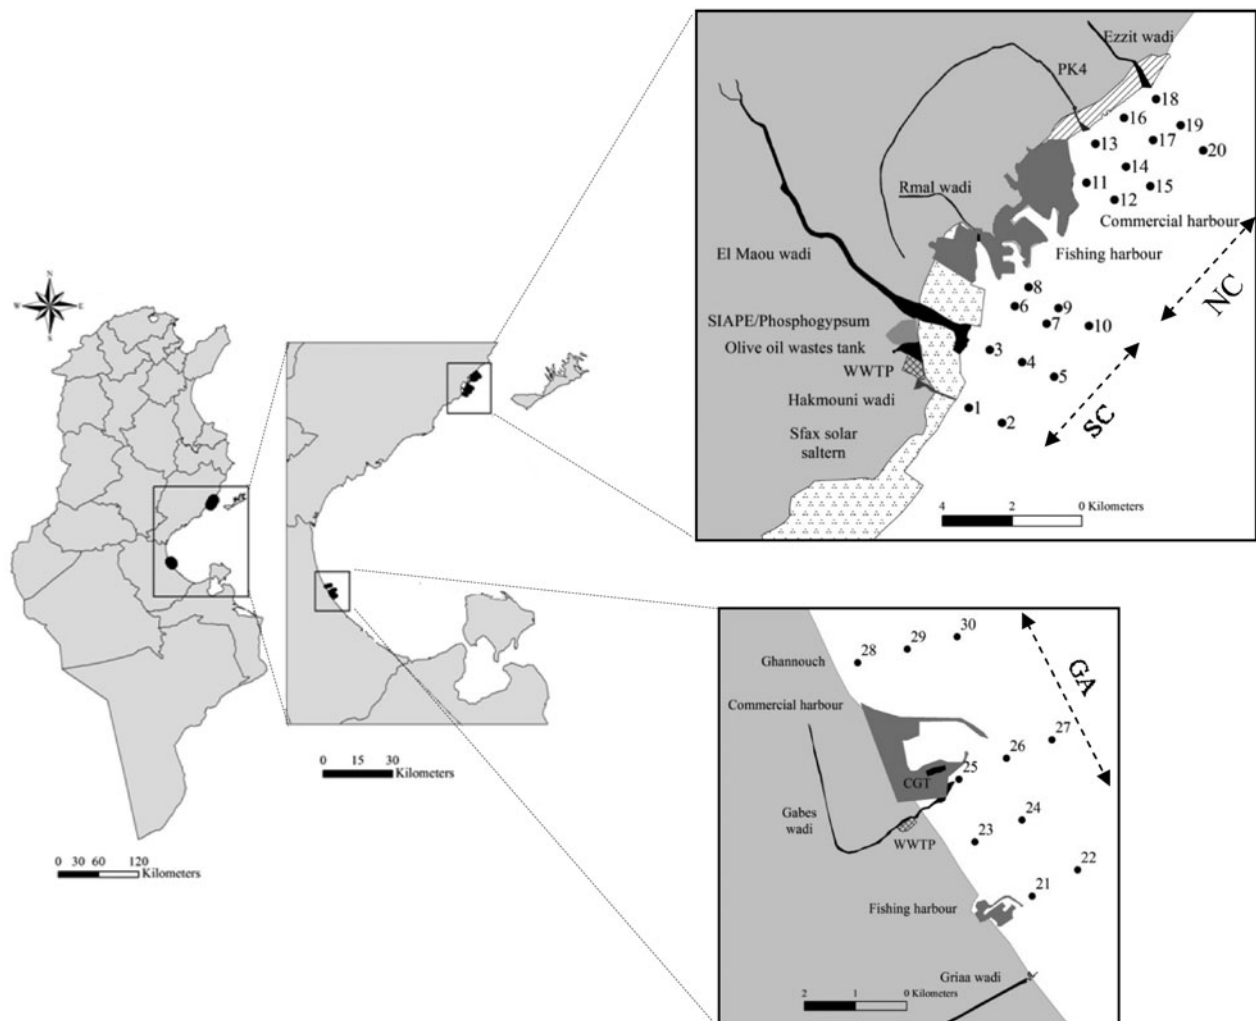 N
W
E
S
0 30 60 120
Kilometers
0 15 30
Kilometers
Ezzit wadi
PK4
18
16
19
13
17
20
14
11
15
12
Rmal wadi
Commercial harbour
Fishing harbour
NC
El Maou wadi
8
6
9
7
10
SIAPE/Phosphogypsum
Olive oil wastes tank
3
4
WWTP
5
Hakmouni wadi
1
2
SC
Sfax solar
saltern
4 2 0 Kilometers
30
29
28
Ghannouch
GA
Commercial harbour
27
26
25
CGT
Gabes
wadi
24
23
WWTP
22
21
Fishing harbour
Griaa wadi
2 1 0 Kilometers